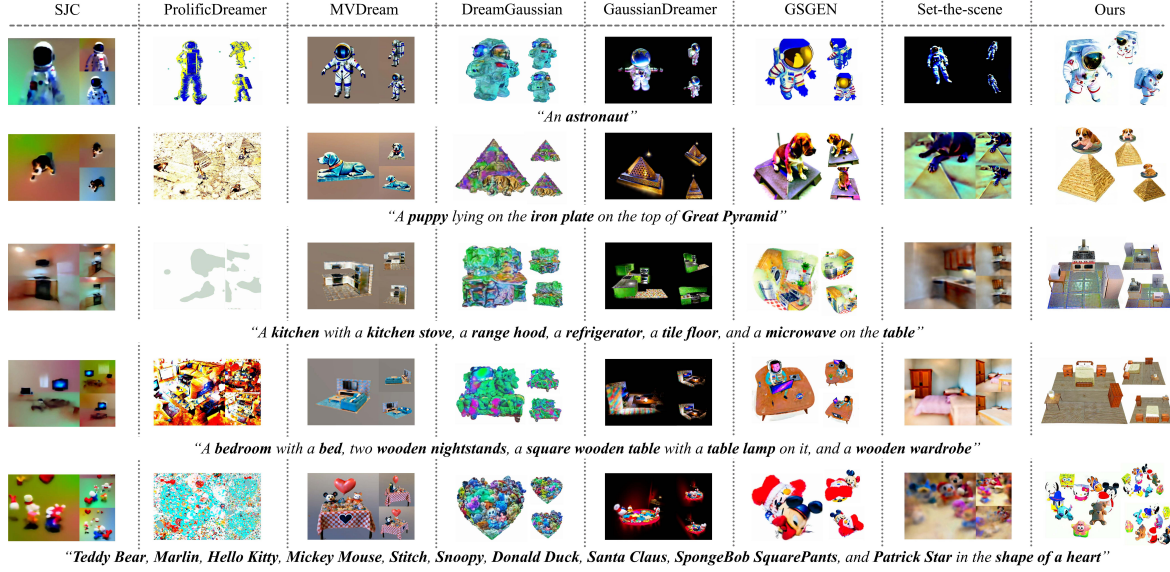 SJC ProlificDreamer MVDream DreamGaussian GaussianDreamer GSGEN Set-the-scene Ours
“An astronaut”
“A puppy lying on the iron plate on the top of Great Pyramid”
“A kitchen with a kitchen stove, a range hood, a refrigerator, a tile floor, and a microwave on the table”
“A bedroom with a bed, two wooden nightstands, a square wooden table with a table lamp on it, and a wooden wardrobe”
“Teddy Bear, Marlin, Hello Kitty, Mickey Mouse, Stitch, Snoopy, Donald Duck, Santa Claus, SpongeBob SquarePants, and Patrick Star in the shape of a heart”